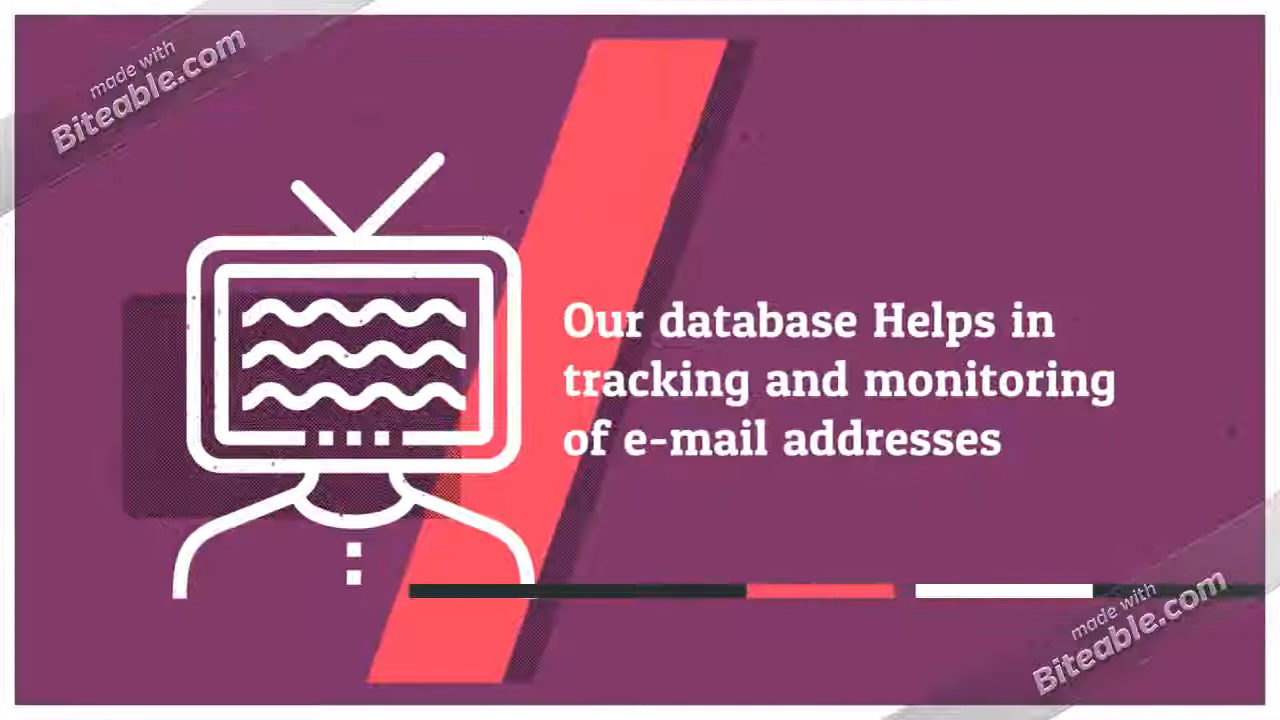 made with
Biteable.com
Our database Helps in
tracking and monitoring
of e-mail addresses
made with
Biteable.com